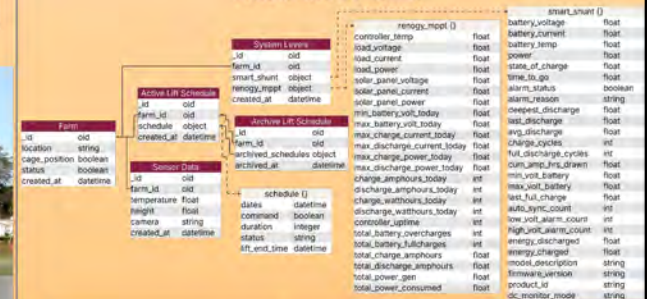 Farm
_id oid
location string
cage_position boolean
status boolean
created_at datetime
Active Lift Schedule
_id oid
farm_id oid
schedule object
created_at datetime
Sensor Data
_id oid
farm_id oid
temperature float
height float
camera string
created_at datetime
System Levels
_id oid
farm_id oid
smart_shunt object
renogy_mppt object
created_at datetime
Archive Lift Schedule
_id oid
farm_id oid
archived_schedules object
archived_at datetime
schedule {}
dates datetime
command boolean
duration integer
status string
lift_end_time datetime
renogy_mppt {}
controller_temp float
load_voltage float
load_current float
load_power float
solar_panel_voltage float
solar_panel_current float
solar_panel_power float
min_battery_volt_today float
max_battery_volt_today float
max_charge_current_today float
max_discharge_current_today float
max_charge_power_today float
max_discharge_power_today float
charge_amphours_today int
discharge_amphours_today int
charge_watthours_today int
discharge_watthours_today int
controller_uptime int
total_battery_overcharges int
total_battery_fullcharges int
total_charge_amphours float
total_discharge_amphours float
total_power_gen float
total_power_consumed float
smart_shunt {}
battery_voltage float
battery_current float
battery_temp float
power float
state_of_charge float
time_to_go float
alarm_status boolean
alarm_reason string
deepest_discharge float
last_discharge float
avg_discharge float
charge_cycles int
full_discharge_cycles int
cum_amp_hrs_drawn float
min_volt_battery float
max_volt_battery float
last_full_charge float
auto_sync_count int
low_volt_alarm_count int
high_volt_alarm_count int
energy_discharged float
energy_charged float
model_description string
firmware_version string
product_id string
dc_monitor_mode string